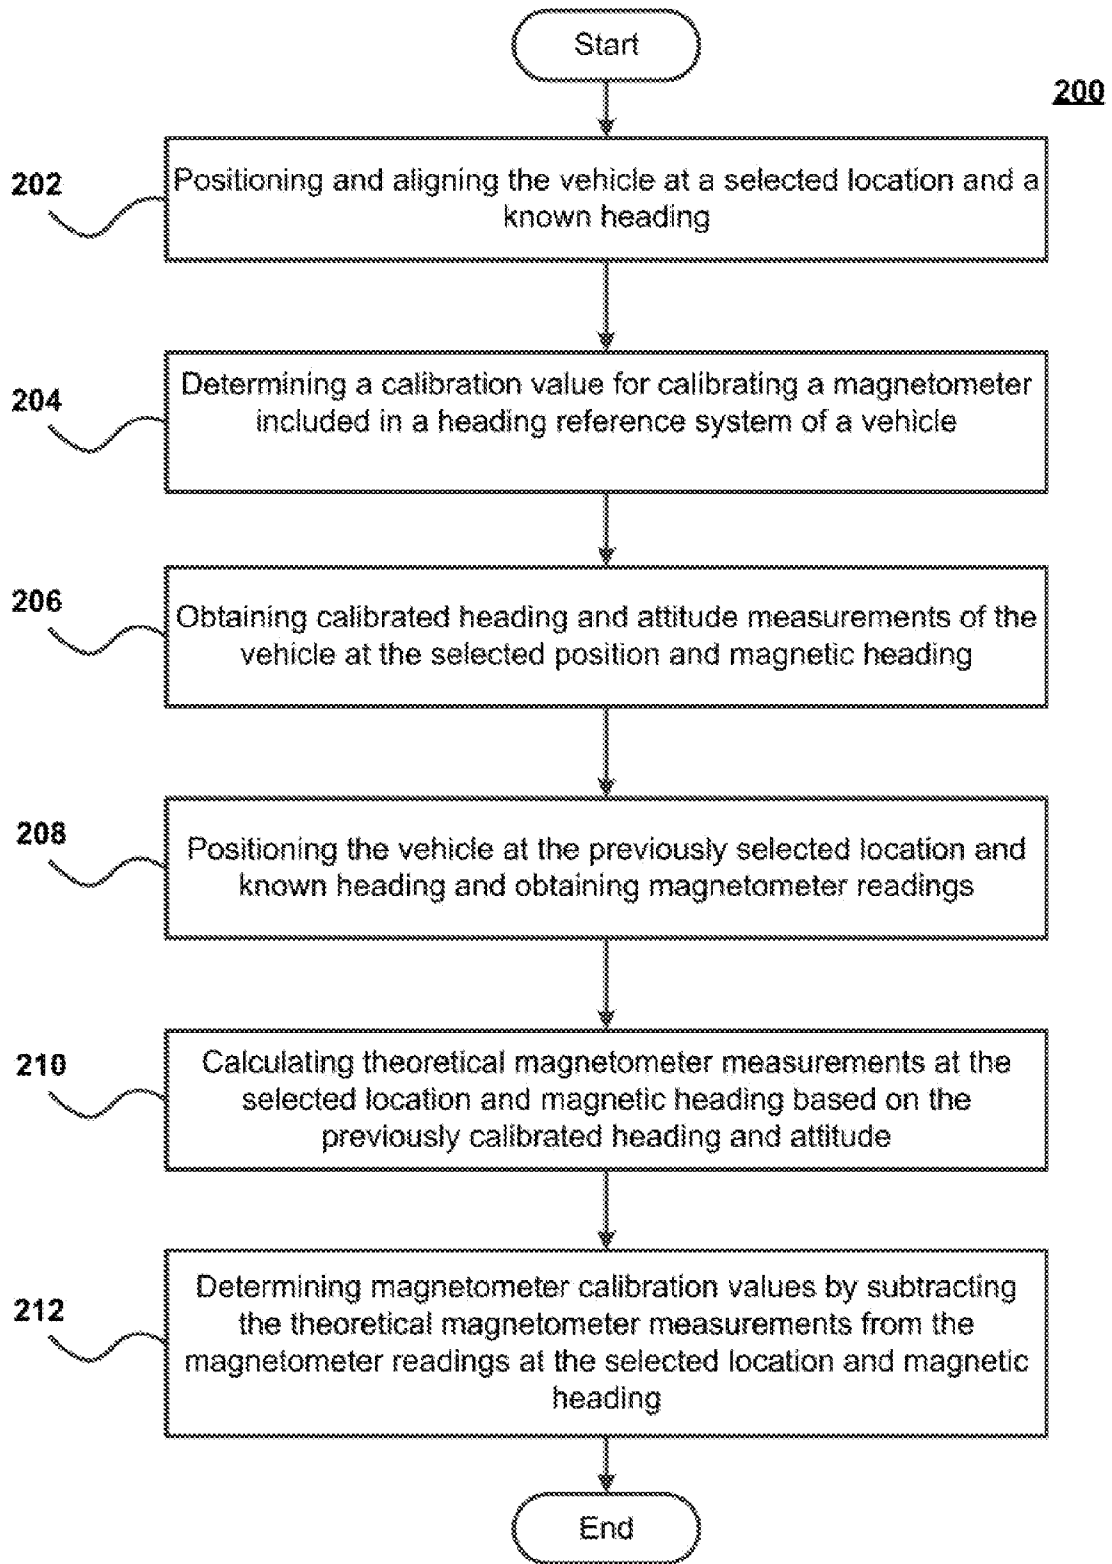 Start
200
202
Positioning and aligning the vehicle at a selected location and a
known heading
204
Determining a calibration value for calibrating a magnetometer
included in a heading reference system of a vehicle
206
Obtaining calibrated heading and attitude measurements of the
vehicle at the selected position and magnetic heading
208
Positioning the vehicle at the previously selected location and
known heading and obtaining magnetometer readings
210
Calculating theoretical magnetometer measurements at the
selected location and magnetic heading based on the
previously calibrated heading and attitude
212
Determining magnetometer calibration values by subtracting
the theoretical magnetometer measurements from the
magnetometer readings at the selected location and magnetic
heading
End